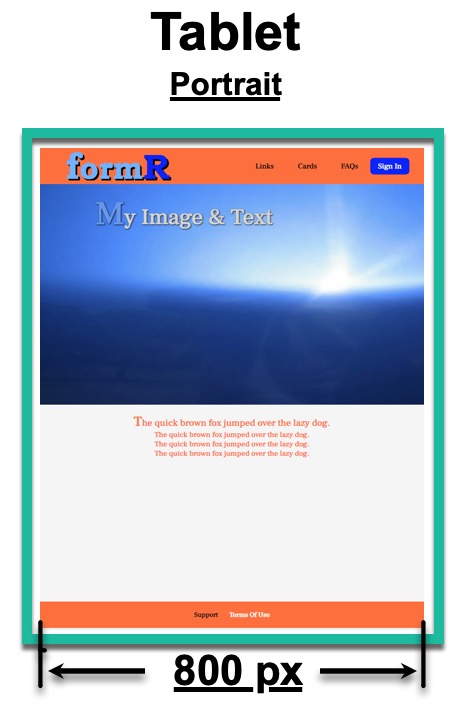 Tablet
Portrait
formR
Links Cards FAQs Sign In
My Image & Text
The quick brown fox jumped over the lazy dog.
The quick brown fox jumped over the lazy dog.
The quick brown fox jumped over the lazy dog.
The quick brown fox jumped over the lazy dog.
Support Terms Of Use
800 px